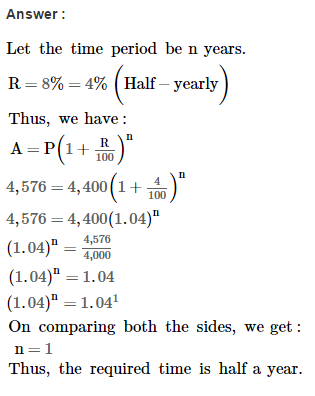 Answer :
Let the time period be n years.
R = 8% = 4% (Half – yearly)
Thus, we have :
A = P(1 + R/100)ⁿ
4,576 = 4,400(1 + 4/100)ⁿ
4,576 = 4,400(1.04)ⁿ
(1.04)ⁿ = 4,576/4,000
(1.04)ⁿ = 1.04
(1.04)ⁿ = 1.04¹
On comparing both the sides, we get :
n = 1
Thus, the required time is half a year.